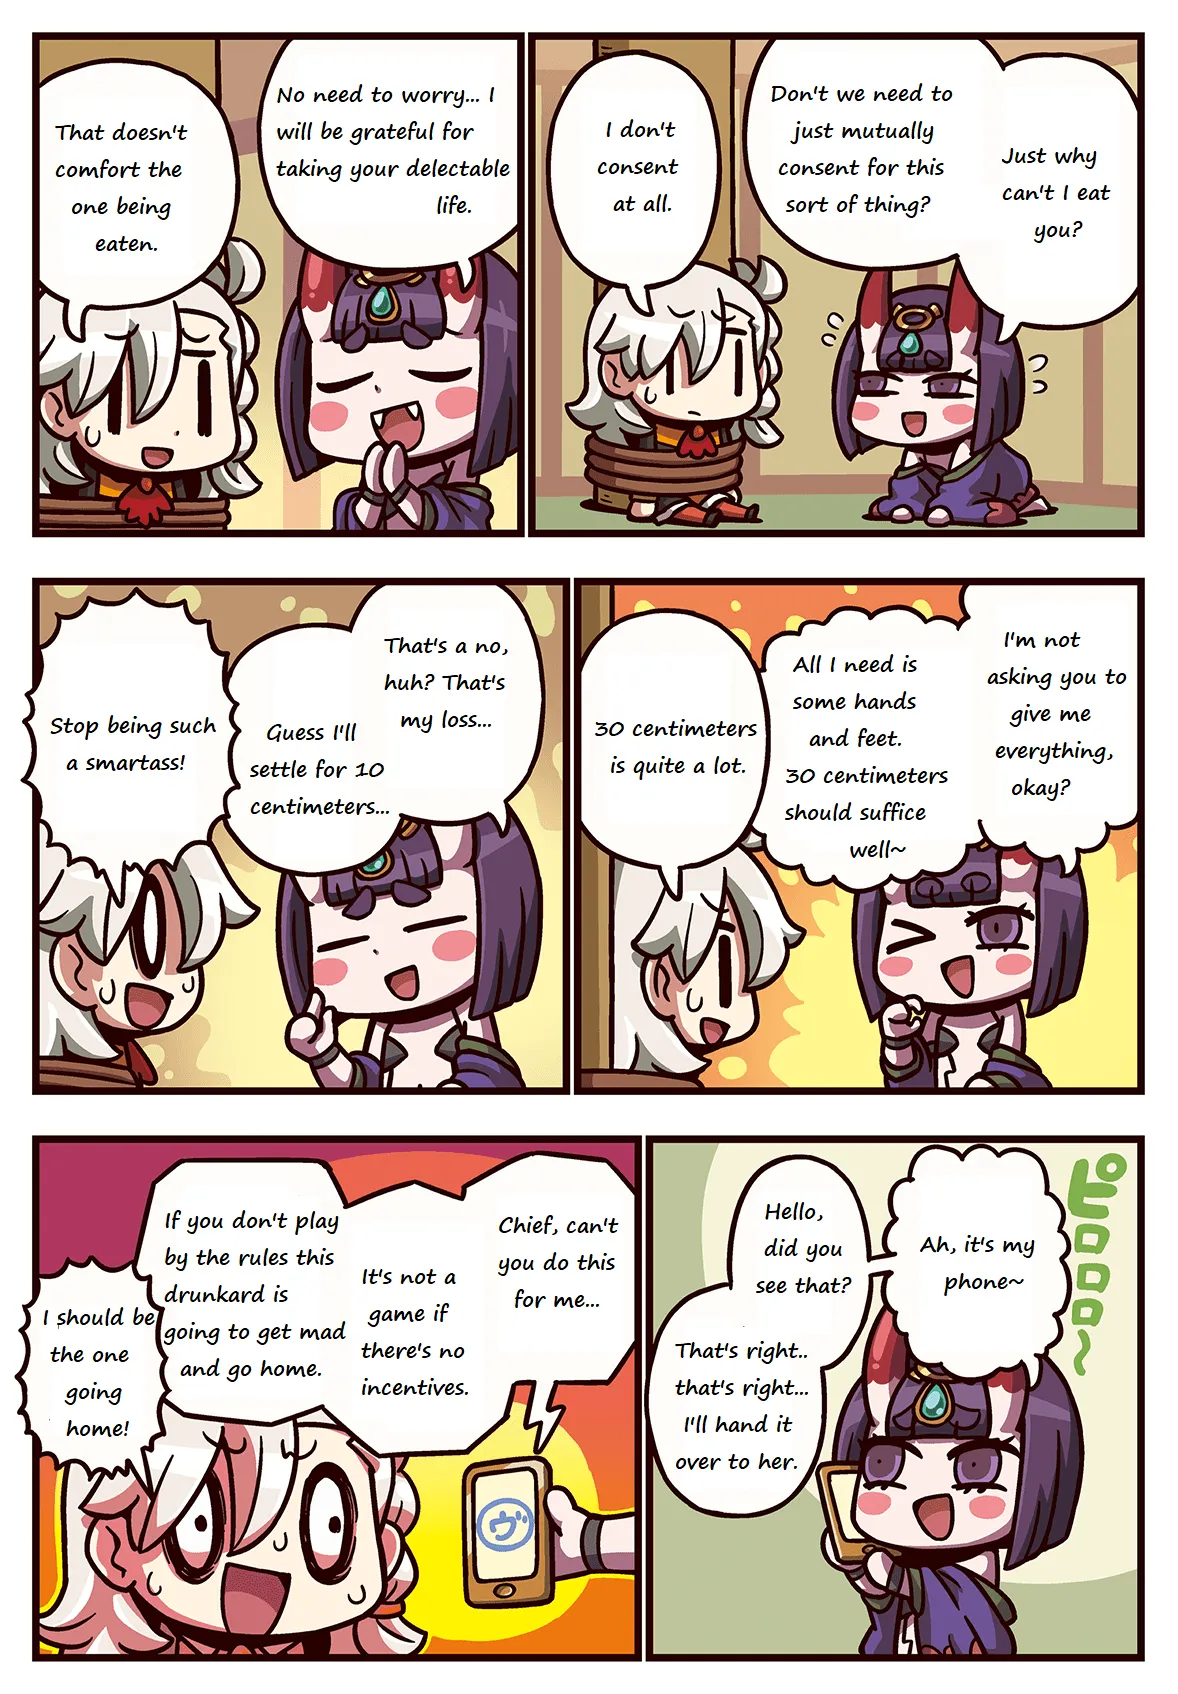 Just why
can't I eat
you?
Don't we need to
just mutually
consent for this
sort of thing?
I don't
consent
at all.
No need to worry... I
will be grateful for
taking your delectable
life.
That doesn't
comfort the
one being
eaten.
I'm not
asking you to
give me
everything,
okay?
All I need is
some hands
and feet.
30 centimeters
should suffice
well~
30 centimeters
is quite a lot.
That's a no,
huh? That's
my loss...
Guess I'll
settle for 10
centimeters...
Stop being such
a smartass!
ピロロロ～
Ah, it's my
phone~
Hello,
did you
see that?
That's right..
that's right...
I'll hand it
over to her.
Chief, can't
you do this
for me...
It's not a
game if
there's no
incentives.
If you don't play
by the rules this
drunkard is
going to get mad
and go home.
ヴ
I should be
the one
going
home!